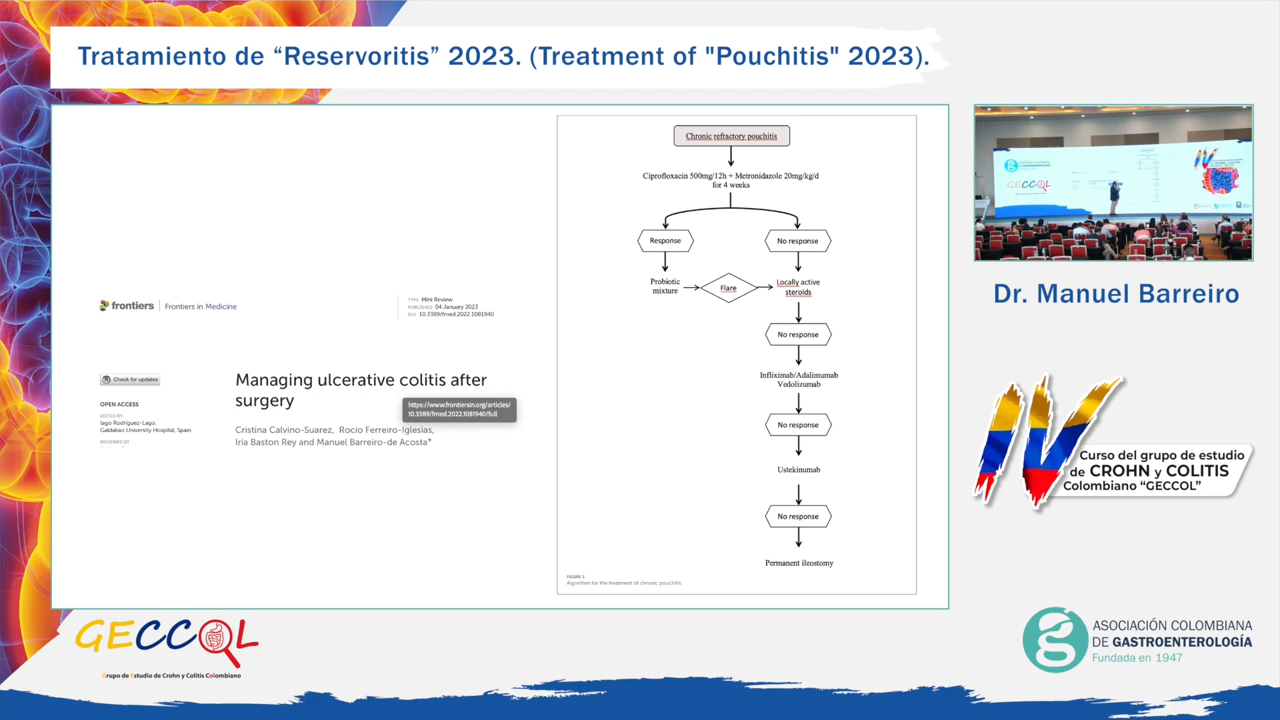 Tratamiento de “Reservoritis” 2023. (Treatment of "Pouchitis" 2023).
frontiers | Frontiers in Medicine
TYPE Mini Review
PUBLISHED 04 January 2023
DOI 10.3389/fmed.2022.1081940
Check for updates
OPEN ACCESS
EDITED BY
Iago Rodríguez-Lago,
Galdakao University Hospital, Spain
REVIEWED BY
Managing ulcerative colitis after
surgery
https://www.frontiersin.org/articles/
10.3389/fmed.2022.1081940/full
Cristina Calvino-Suarez, Rocío Ferreiro-Iglesias,
Iria Baston Rey and Manuel Barreiro-de Acosta*
Chronic refractory pouchitis
Ciprofloxacin 500mg/12h + Metronidazole 20mg/kg/d
for 4 weeks
Response
No response
Probiotic
mixture
Flare
Locally active
steroids
No response
Infliximab/Adalimumab
Vedolizumab
No response
Ustekinumab
No response
Permanent ileostomy
FIGURE 1
Algorithm for the treatment of chronic pouchitis.
GECCOL
Dr. Manuel Barreiro
IV
Curso del grupo de estudio
de CROHN y COLITIS
Colombiano “GECCOL”
GECCOL
Grupo de Estudio de Crohn y Colitis Colombiano
ASOCIACIÓN COLOMBIANA
DE GASTROENTEROLOGÍA
Fundada en 1947